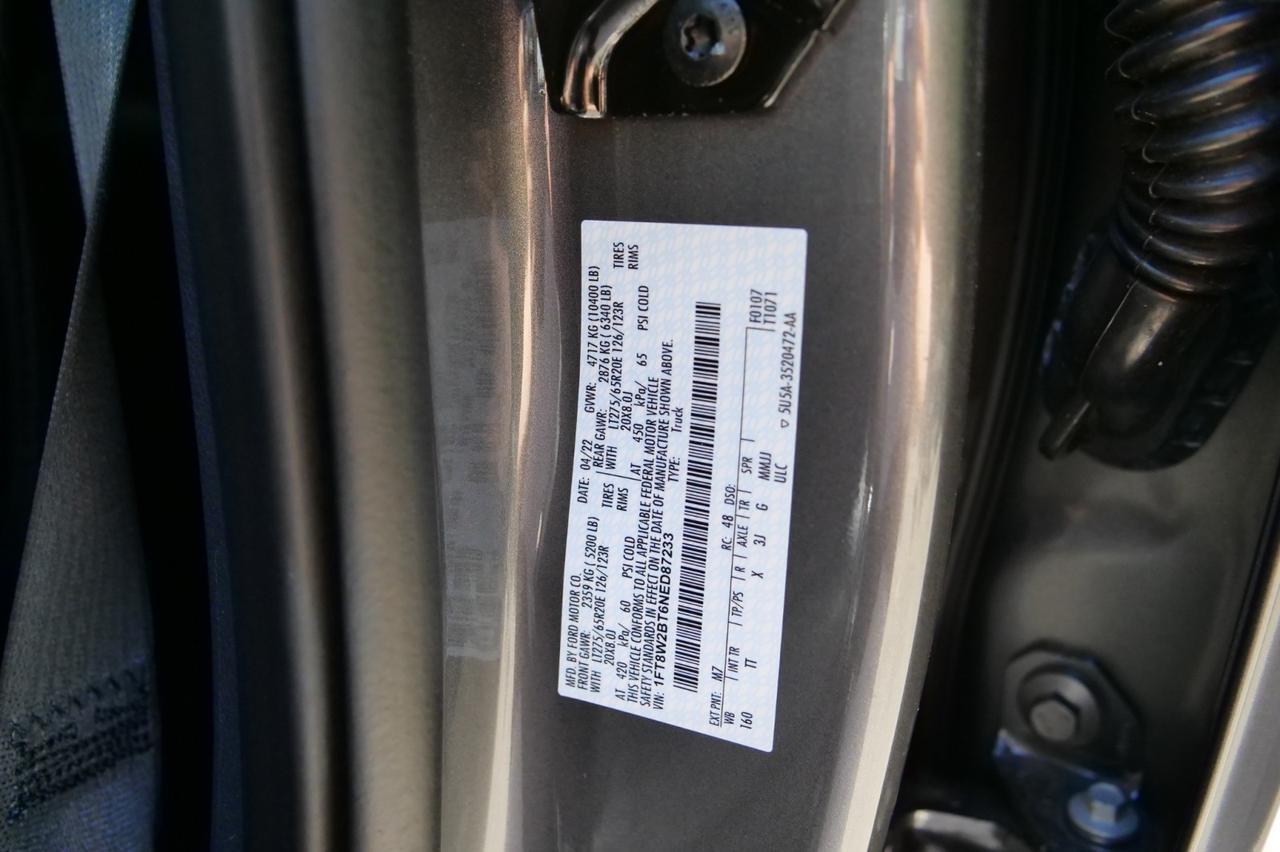 MFD. BY FORD MOTOR CO.
DATE: 04/22 GVWR: 4717 KG (10400 LB)
FRONT GAWR: 2359 KG ( 5200 LB) REAR GAWR: 2876 KG ( 6340 LB)
WITH LT275/65R20E 126/123R TIRES WITH LT275/65R20E 126/123R TIRES
20X8.0J RIMS 20X8.0J RIMS
AT 420 kPa/ 60 PSI COLD AT 450 kPa/ 65 PSI COLD
THIS VEHICLE CONFORMS TO ALL APPLICABLE FEDERAL MOTOR VEHICLE
SAFETY STANDARDS IN EFFECT ON THE DATE OF MANUFACTURE SHOWN ABOVE.
VIN: 1FT8W2BT6NED87233 TYPE: Truck
EXT PNT: M7 RC: 48 DSO: F0107
WB INT TR TP/PS R AXLE TR SPR T1071
160 TT X 3J G MMJJ
ULC
▽ 5U5A-3520472-AA